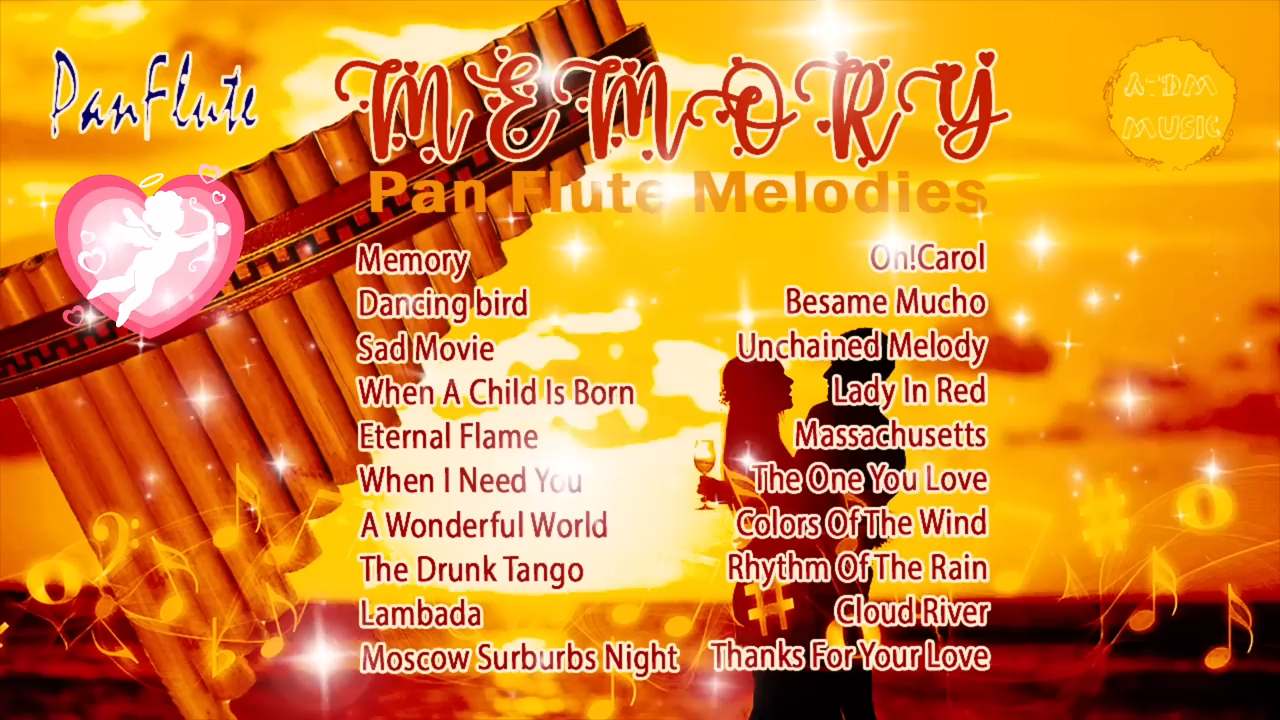 PanFlute
MEMORY
A-DM
MUSIC
Pan Flute Melodies
Memory
Dancing bird
Sad Movie
When A Child Is Born
Eternal Flame
When I Need You
A Wonderful World
The Drunk Tango
Lambada
Moscow Surburbs Night
On!Carol
Besame Mucho
Unchained Melody
Lady In Red
Massachusetts
The One You Love
Colors Of The Wind
Rhythm Of The Rain
Cloud River
Thanks For Your Love